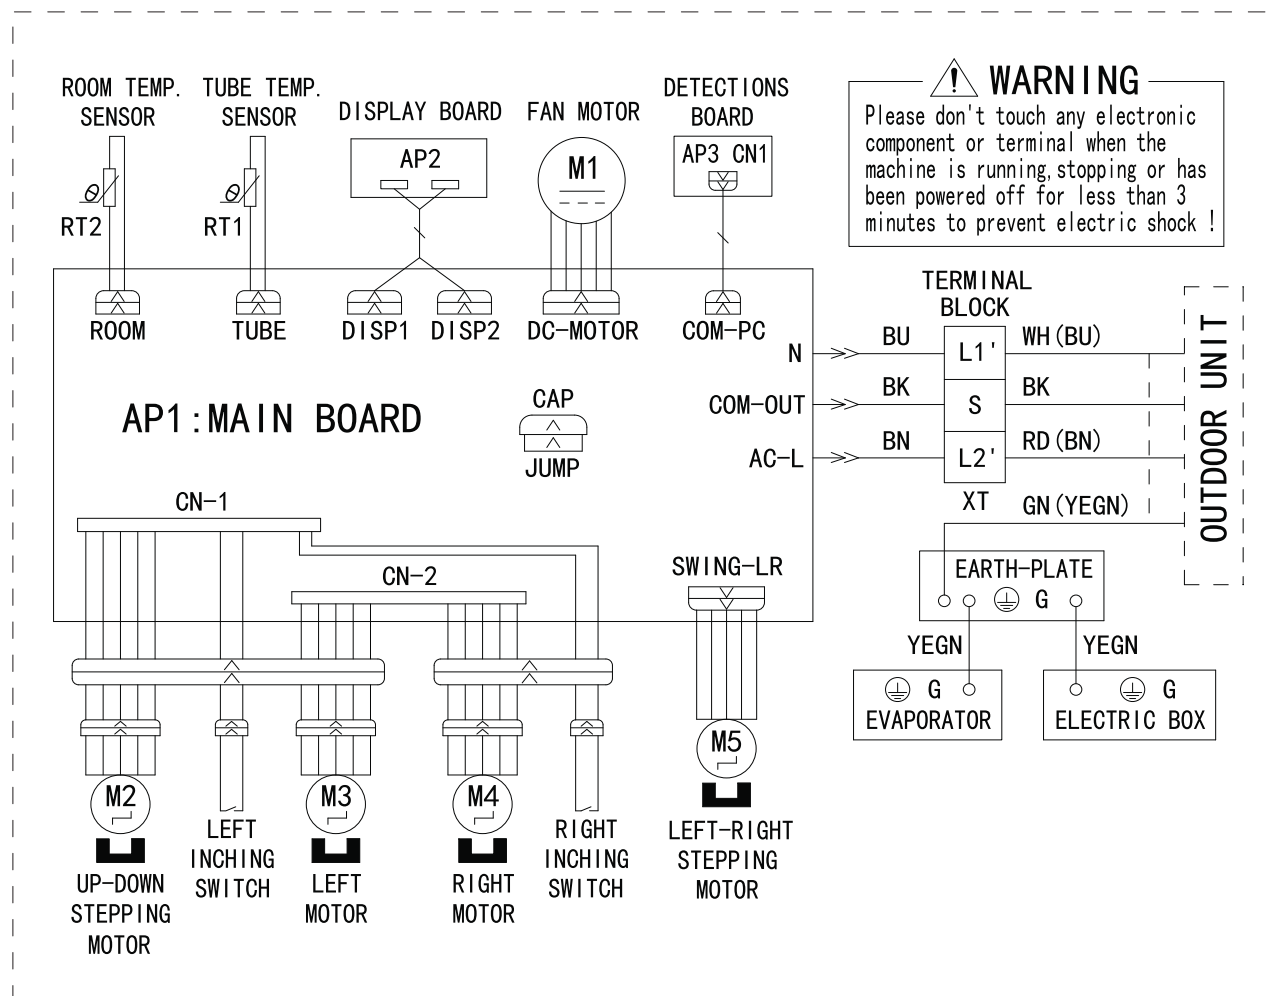 ROOM TEMP.
SENSOR
TUBE TEMP.
SENSOR
DISPLAY BOARD
FAN MOTOR
DETECTIONS
BOARD
WARNING
Please don't touch any electronic
component or terminal when the
machine is running,stopping or has
been powered off for less than 3
minutes to prevent electric shock !
AP2
M1
AP3 CN1
RT2
RT1
ROOM
TUBE
DISP1
DISP2
DC-MOTOR
COM-PC
TERMINAL
BLOCK
N
BU
L1'
WH(BU)
COM-OUT
BK
S
BK
AC-L
BN
L2'
RD(BN)
XT
GN(YEGN)
OUTDOOR UNIT
AP1:MAIN BOARD
CAP
JUMP
CN-1
CN-2
SWING-LR
EARTH-PLATE
G
YEGN
YEGN
G
EVAPORATOR
G
ELECTRIC BOX
M2
M3
M4
M5
UP-DOWN
STEPPING
MOTOR
LEFT
INCHING
SWITCH
LEFT
MOTOR
RIGHT
MOTOR
RIGHT
INCHING
SWITCH
LEFT-RIGHT
STEPPING
MOTOR